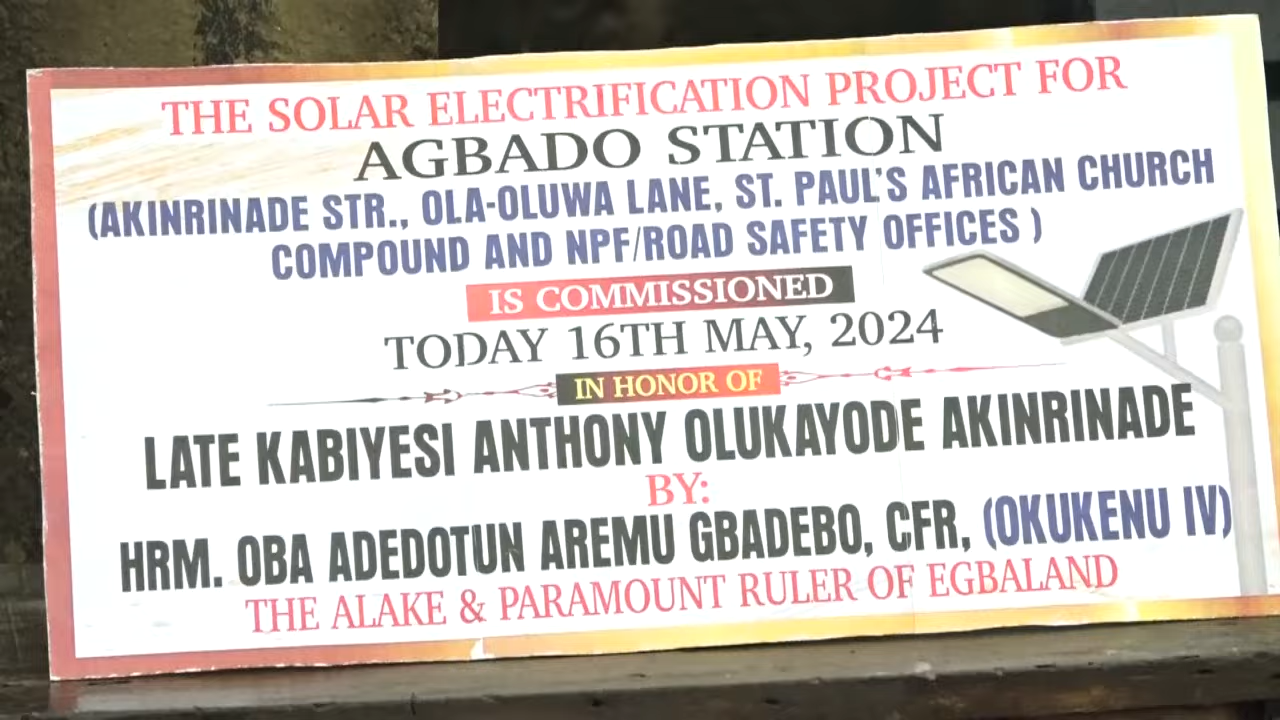 THE SOLAR ELECTRIFICATION PROJECT FOR
AGBADO STATION
(AKINRINADE STR., OLA-OLUWA LANE, ST. PAUL'S AFRICAN CHURCH
COMPOUND AND NPF/ROAD SAFETY OFFICES )
IS COMMISSIONED
TODAY 16TH MAY, 2024
IN HONOR OF
LATE KABIYESI ANTHONY OLUKAYODE AKINRINADE
BY:
HRM. OBA ADEDOTUN AREMU GBADEBO, CFR, (OKUKENU IV)
THE ALAKE & PARAMOUNT RULER OF EGBALAND